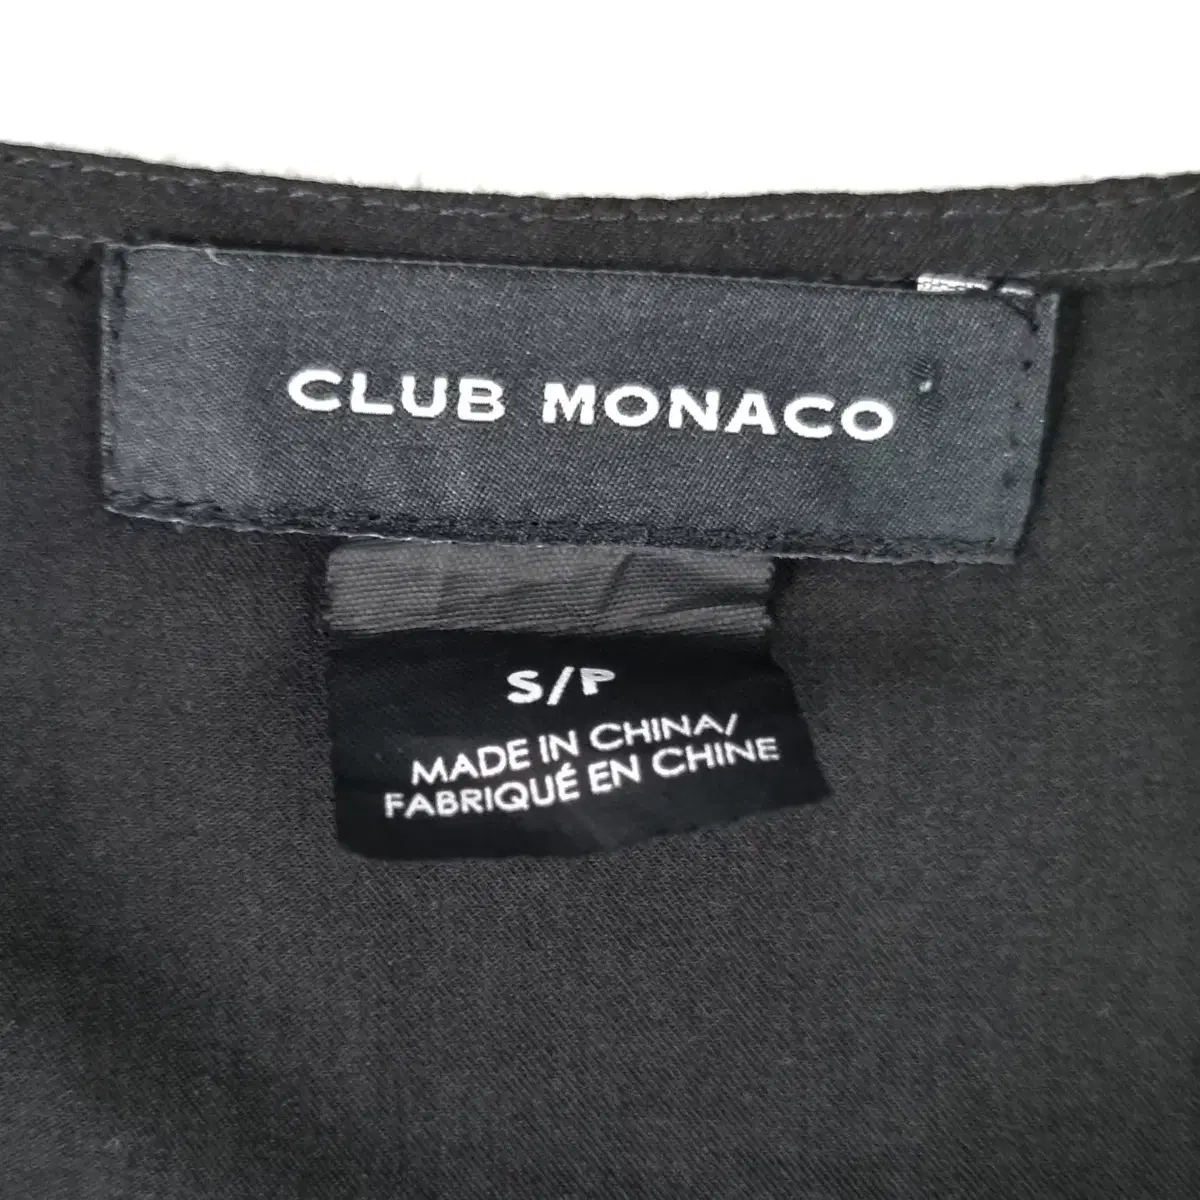 CLUB MONACO
S/P
MADE IN CHINA/
FABRIQUÉ EN CHINE